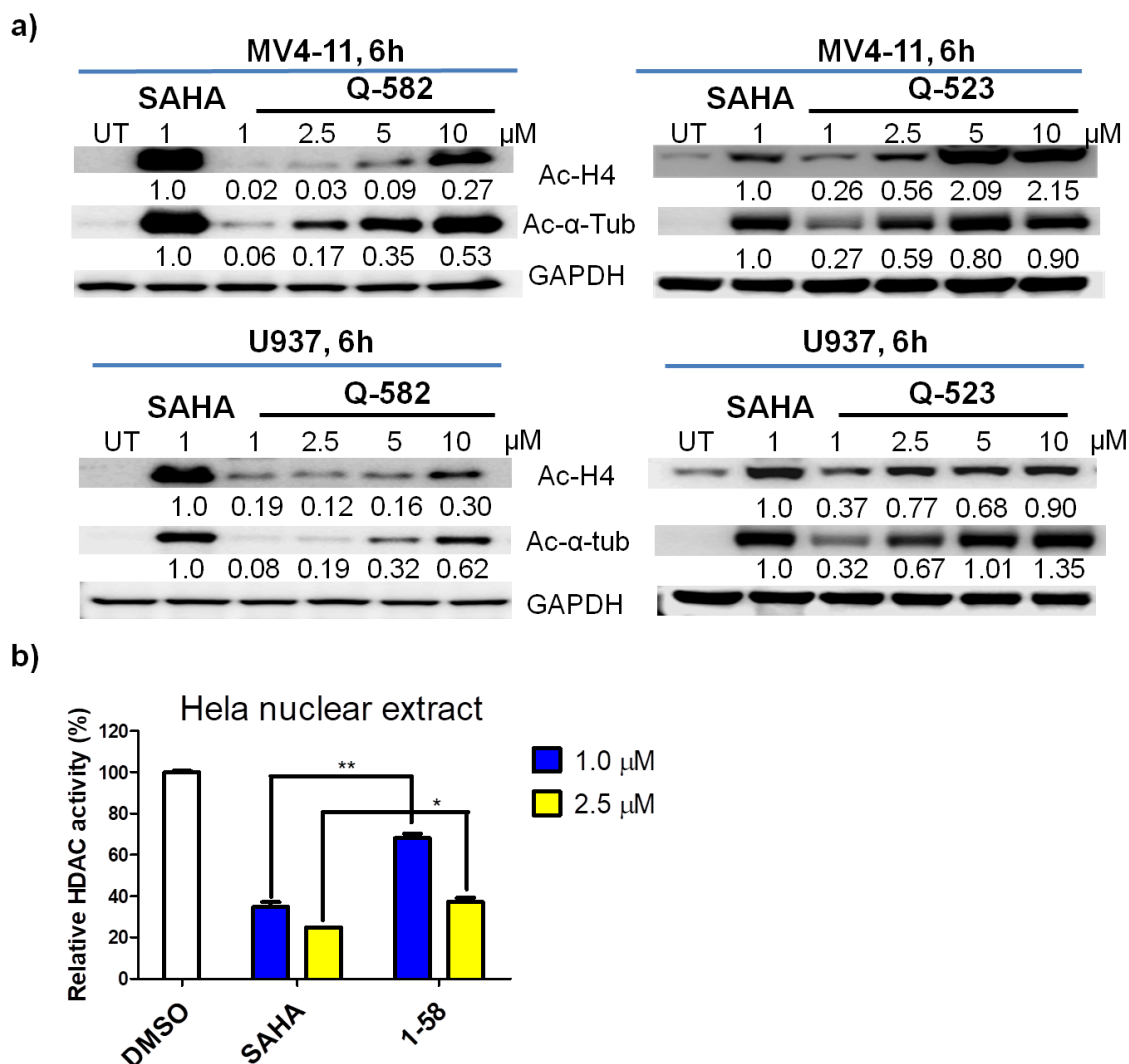 a)
MV4-11, 6h
SAHA Q-582
UT 1 1 2.5 5 10 μM
Ac-H4
1.0 0.02 0.03 0.09 0.27
Ac-α-Tub
1.0 0.06 0.17 0.35 0.53
GAPDH
MV4-11, 6h
SAHA Q-523
UT 1 1 2.5 5 10 μM
1.0 0.26 0.56 2.09 2.15
1.0 0.27 0.59 0.80 0.90
U937, 6h
SAHA Q-582
UT 1 1 2.5 5 10 μM
Ac-H4
1.0 0.19 0.12 0.16 0.30
Ac-α-tub
1.0 0.08 0.19 0.32 0.62
GAPDH
U937, 6h
SAHA Q-523
UT 1 1 2.5 5 10 μM
1.0 0.37 0.77 0.68 0.90
1.0 0.32 0.67 1.01 1.35
b)
Hela nuclear extract
Relative HDAC activity (%)
120
100
80
60
40
20
0
**
*
DMSO
SAHA
1-58
1.0 μM
2.5 μM